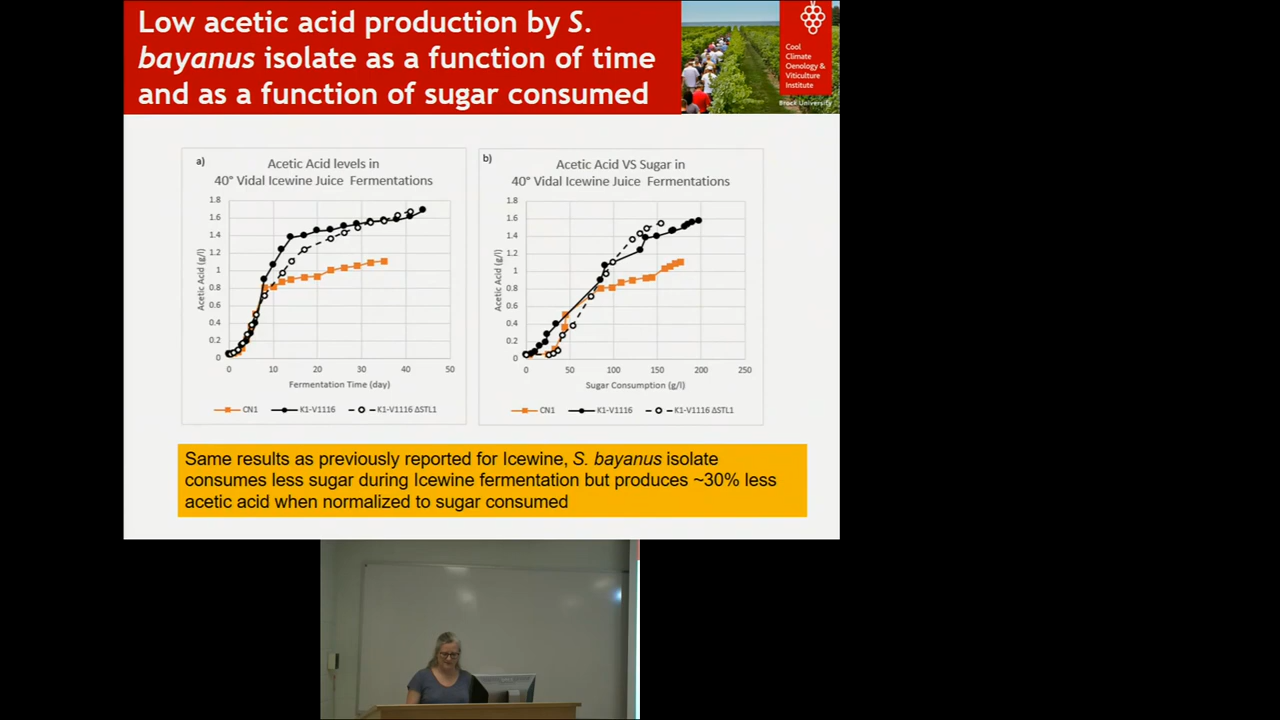 Low acetic acid production by S.
bayanus isolate as a function of time
and as a function of sugar consumed
Cool
Climate
Oenology &
Viticulture
Institute
Brock University
a)
Acetic Acid levels in
40° Vidal Icewine Juice Fermentations
1.8
1.6
1.4
1.2
1
0.8
0.6
0.4
0.2
0
Acetic Acid (g/l)
0 10 20 30 40 50
Fermentation Time (day)
CN1 K1-V1116 K1-V1116 ΔSTL1
b)
Acetic Acid VS Sugar in
40° Vidal Icewine Juice Fermentations
1.8
1.6
1.4
1.2
1
0.8
0.6
0.4
0.2
0
Acetic Acid (g/l)
0 50 100 150 200 250
Sugar Consumption (g/l)
CN1 K1-V1116 K1-V1116 ΔSTL1
Same results as previously reported for Icewine, S. bayanus isolate
consumes less sugar during Icewine fermentation but produces ~30% less
acetic acid when normalized to sugar consumed